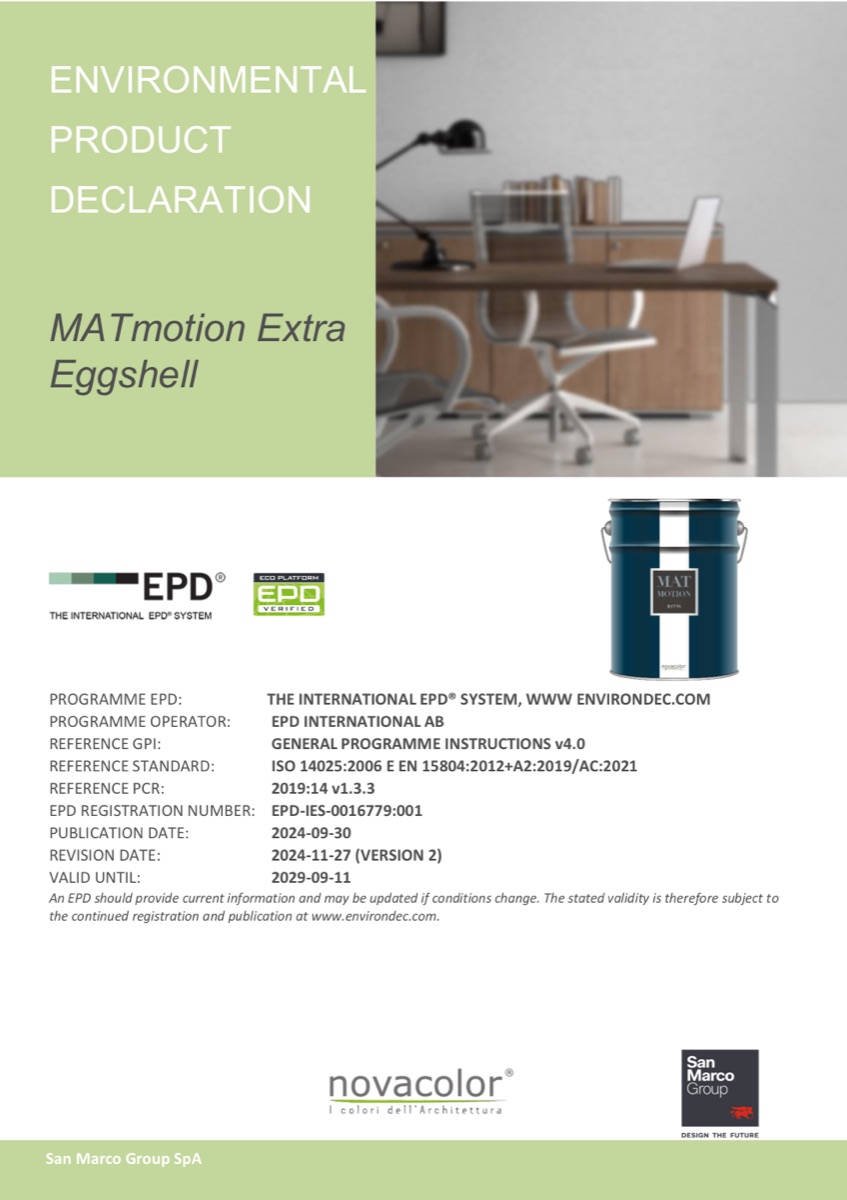 ENVIRONMENTAL
PRODUCT
DECLARATION
MATmotion Extra
Eggshell
EPD®
THE INTERNATIONAL EPD® SYSTEM
ECO PLATFORM
EPD
VERIFIED
MAT
MOTION
novacolor
PROGRAMME EPD: THE INTERNATIONAL EPD® SYSTEM, WWW ENVIRONDEC.COM
PROGRAMME OPERATOR: EPD INTERNATIONAL AB
REFERENCE GPI: GENERAL PROGRAMME INSTRUCTIONS v4.0
REFERENCE STANDARD: ISO 14025:2006 E EN 15804:2012+A2:2019/AC:2021
REFERENCE PCR: 2019:14 v1.3.3
EPD REGISTRATION NUMBER: EPD-IES-0016779:001
PUBLICATION DATE: 2024-09-30
REVISION DATE: 2024-11-27 (VERSION 2)
VALID UNTIL: 2029-09-11
An EPD should provide current information and may be updated if conditions change. The stated validity is therefore subject to
the continued registration and publication at www.environdec.com.
novacolor®
I colori dell'Architettura
San
Marco
Group
DESIGN THE FUTURE
San Marco Group SpA